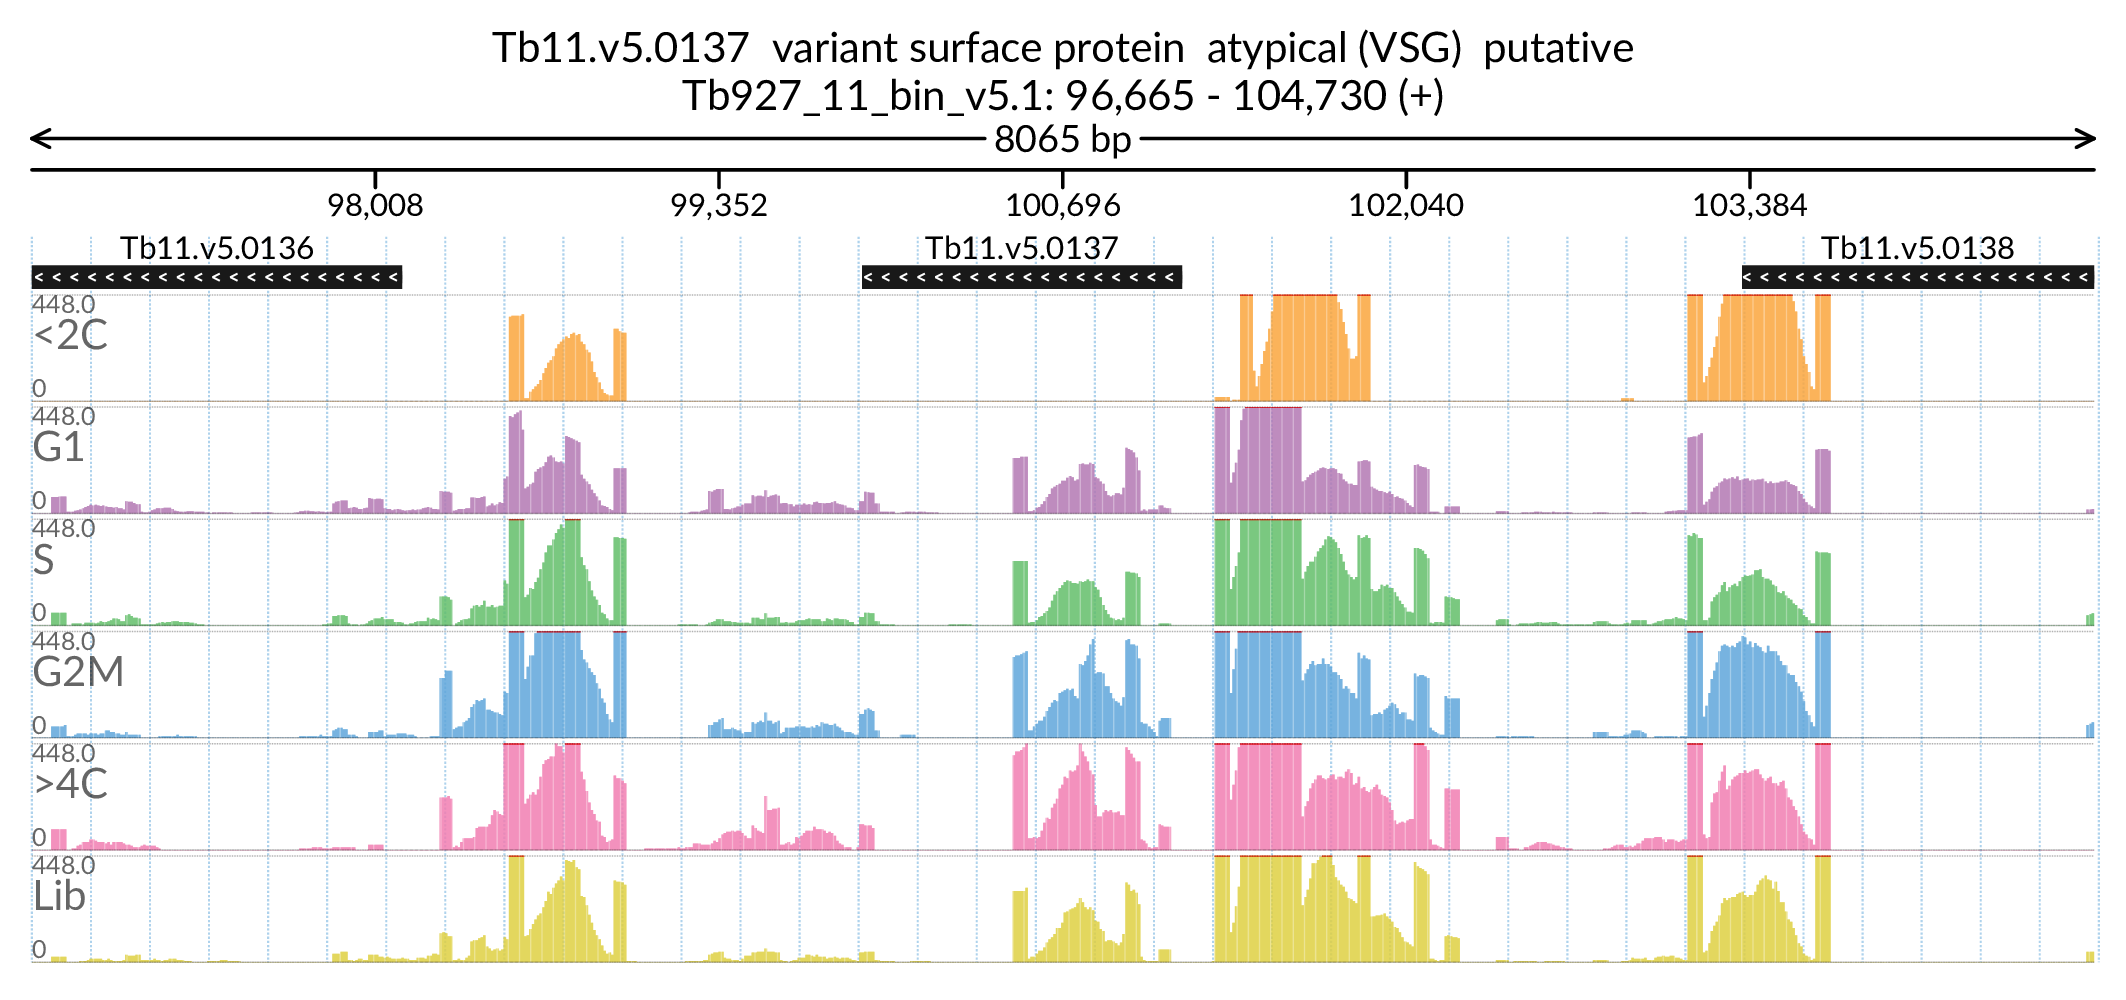 Tb11.v5.0137 variant surface protein atypical (VSG) putative
Tb927_11_bin_v5.1: 96,665 - 104,730 (+)
8065 bp
98,008 99,352 100,696 102,040 103,384
Tb11.v5.0136 Tb11.v5.0137 Tb11.v5.0138
448.0
<2C
0
448.0
G1
0
448.0
S
0
448.0
G2M
0
448.0
>4C
0
448.0
Lib
0